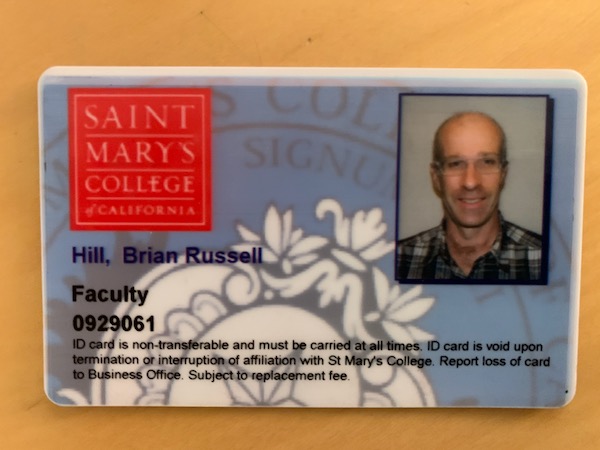 SAINT
MARY'S
COLLEGE
of CALIFORNIA
SIGNUM
Hill, Brian Russell
Faculty
0929061
ID card is non-transferable and must be carried at all times. ID card is void upon
termination or interruption of affiliation with St Mary's College. Report loss of card
to Business Office. Subject to replacement fee.